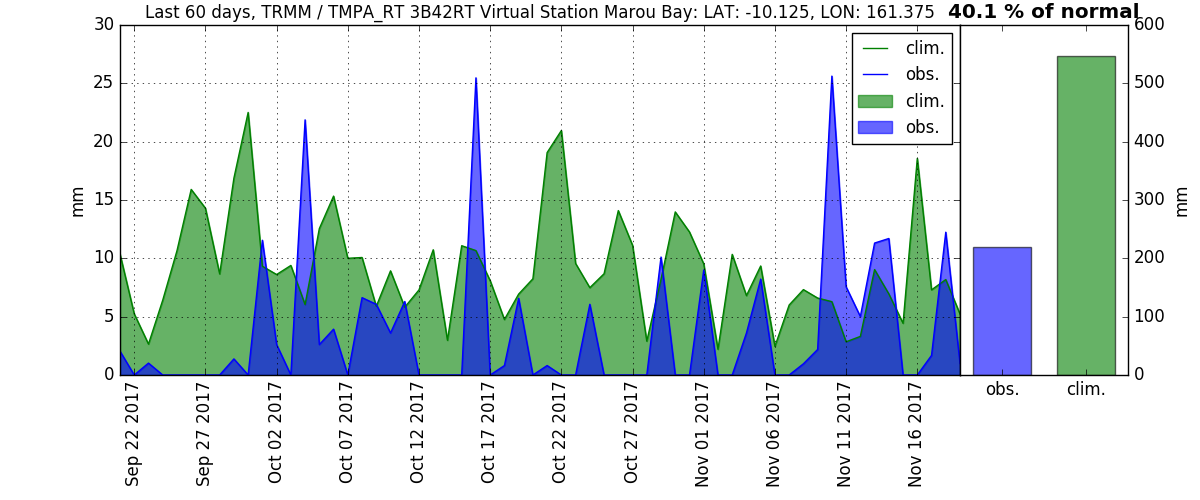 Last 60 days, TRMM / TMPA_RT 3B42RT Virtual Station Marou Bay: LAT: -10.125, LON: 161.375 40.1 % of normal
30 600
25 500
20 400
15 300
10 200
5 100
0 0
mm
mm
clim.
obs.
clim.
obs.
obs. clim.
Sep 22 2017
Sep 27 2017
Oct 02 2017
Oct 07 2017
Oct 12 2017
Oct 17 2017
Oct 22 2017
Oct 27 2017
Nov 01 2017
Nov 06 2017
Nov 11 2017
Nov 16 2017